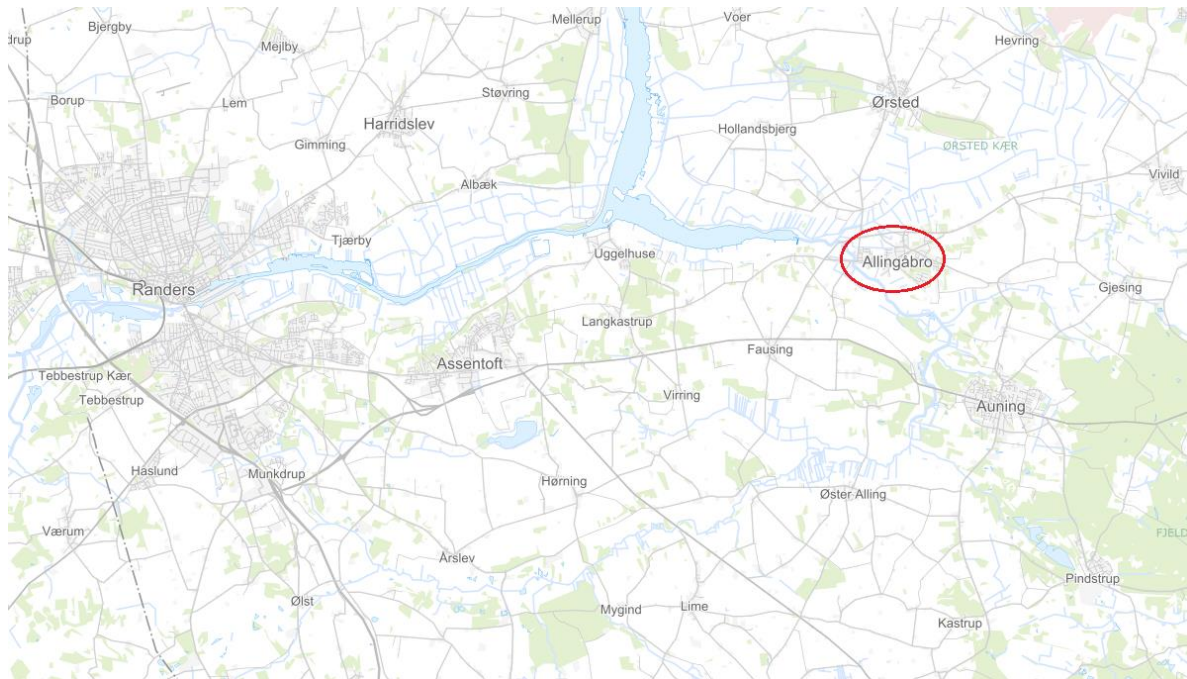 Mellerup
Voer
Bjergby
drup
Mejlby
Hevring
Borup
Lem
Støvring
Ørsted
Harridslev
Hollandsbjerg
Gimming
ØRSTED KÆR
Vivild
Albæk
Tjærby
Uggelhuse
Allingåbro
Randers
Gjesing
Langkastrup
Fausing
Assentoft
Tebbestrup Kær
Tebbestrup
Virring
Auning
Haslund
Munkdrup
Hørning
Øster Alling
Værum
FJELD
Årslev
Pindstrup
Ølst
Mygind
Lime
Kastrup